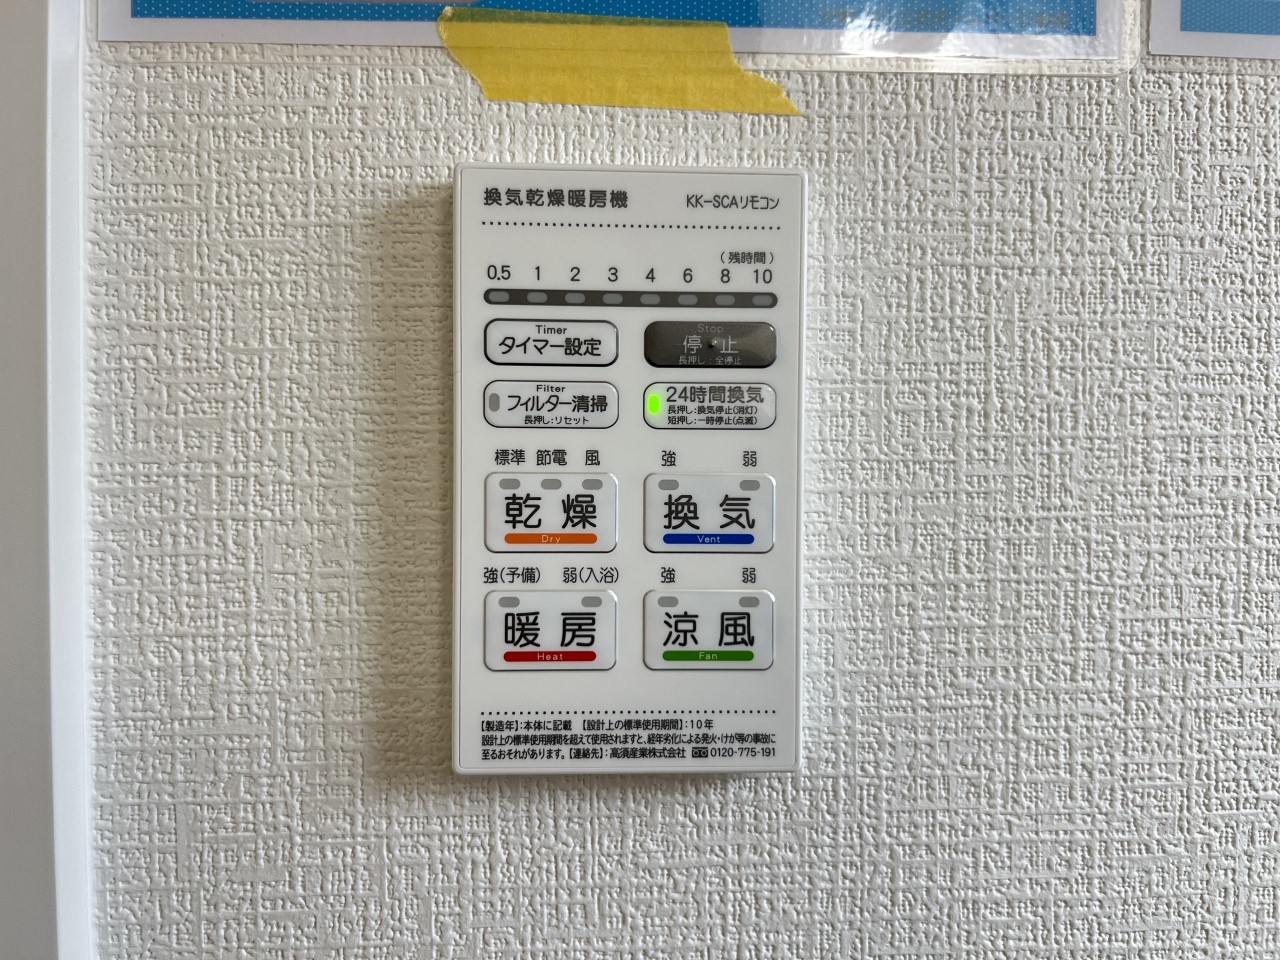 換気乾燥暖房機 KK-SCAリモコン
(残時間)
0.5 1 2 3 4 6 8 10
Timer
タイマー設定
Stop
停・止
長押し:全停止
Filter
フィルター清掃
長押し:リセット
24時間換気
長押し:換気停止(消灯)
短押し:一時停止(点滅)
標準 節電 風
乾燥
Dry
強 弱
換気
Vent
強(予備) 弱(入浴)
暖房
Heat
強 弱
涼風
Fan
【製造年】:本体に記載 【設計上の標準使用期間】:10年
設計上の標準使用期間を超えて使用されますと、経年劣化による発火・けが等の事故に
至るおそれがあります。【連絡先】:高須産業株式会社 0120-775-191